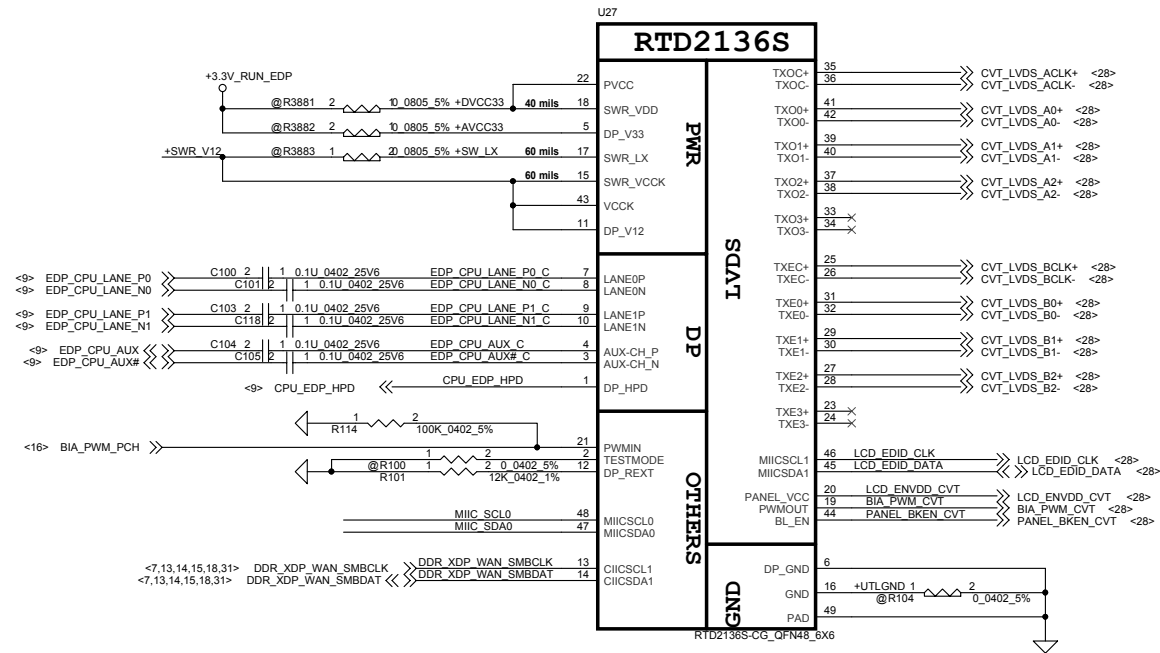 U27
RTD2136S
+3.3V_RUN_EDP
22 PVCC
@R3881 2 1 0_0805_5% +DVCC33 40 mils 18 SWR_VDD
@R3882 2 1 0_0805_5% +AVCC33 5 DP_V33
+SWR_V12 @R3883 1 2 0_0805_5% +SW_LX 60 mils 17 SWR_LX
60 mils 15 SWR_VCCK
43 VCCK
11 DP_V12
PWR
<9> EDP_CPU_LANE_P0 C100 2 1 0.1U_0402_25V6 EDP_CPU_LANE_P0_C 7 LANE0P
<9> EDP_CPU_LANE_N0 C101 2 1 0.1U_0402_25V6 EDP_CPU_LANE_N0_C 8 LANE0N
<9> EDP_CPU_LANE_P1 C103 2 1 0.1U_0402_25V6 EDP_CPU_LANE_P1_C 9 LANE1P
<9> EDP_CPU_LANE_N1 C118 2 1 0.1U_0402_25V6 EDP_CPU_LANE_N1_C 10 LANE1N
<9> EDP_CPU_AUX C104 2 1 0.1U_0402_25V6 EDP_CPU_AUX_C 4 AUX-CH_P
<9> EDP_CPU_AUX# C105 2 1 0.1U_0402_25V6 EDP_CPU_AUX#_C 3 AUX-CH_N
<9> CPU_EDP_HPD CPU_EDP_HPD 1 DP_HPD
DP
1 2
R114 100K_0402_5%
<16> BIA_PWM_PCH 21 PWMIN
1 2 2 TESTMODE
@R100 1 2 0_0402_5% 12 DP_REXT
R101 12K_0402_1%
MIIC_SCL0 48 MIICSCL0
MIIC_SDA0 47 MIICSDA0
<7,13,14,15,18,31> DDR_XDP_WAN_SMBCLK DDR_XDP_WAN_SMBCLK 13 CIICSCL1
<7,13,14,15,18,31> DDR_XDP_WAN_SMBDAT DDR_XDP_WAN_SMBDAT 14 CIICSDA1
OTHERS
LVDS
TXOC+ 35 CVT_LVDS_ACLK+ <28>
TXOC- 36 CVT_LVDS_ACLK- <28>
TXO0+ 41 CVT_LVDS_A0+ <28>
TXO0- 42 CVT_LVDS_A0- <28>
TXO1+ 39 CVT_LVDS_A1+ <28>
TXO1- 40 CVT_LVDS_A1- <28>
TXO2+ 37 CVT_LVDS_A2+ <28>
TXO2- 38 CVT_LVDS_A2- <28>
TXO3+ 33
TXO3- 34
TXEC+ 25 CVT_LVDS_BCLK+ <28>
TXEC- 26 CVT_LVDS_BCLK- <28>
TXE0+ 31 CVT_LVDS_B0+ <28>
TXE0- 32 CVT_LVDS_B0- <28>
TXE1+ 29 CVT_LVDS_B1+ <28>
TXE1- 30 CVT_LVDS_B1- <28>
TXE2+ 27 CVT_LVDS_B2+ <28>
TXE2- 28 CVT_LVDS_B2- <28>
TXE3+ 23
TXE3- 24
MIICSCL1 46 LCD_EDID_CLK LCD_EDID_CLK <28>
MIICSDA1 45 LCD_EDID_DATA LCD_EDID_DATA <28>
PANEL_VCC 20 LCD_ENVDD_CVT LCD_ENVDD_CVT <28>
PWMOUT 19 BIA_PWM_CVT BIA_PWM_CVT <28>
BL_EN 44 PANEL_BKEN_CVT PANEL_BKEN_CVT <28>
GND
DP_GND 6
GND 16 +UTLGND 1 2
@R104 0_0402_5%
PAD 49
RTD2136S-CG_QFN48_6X6